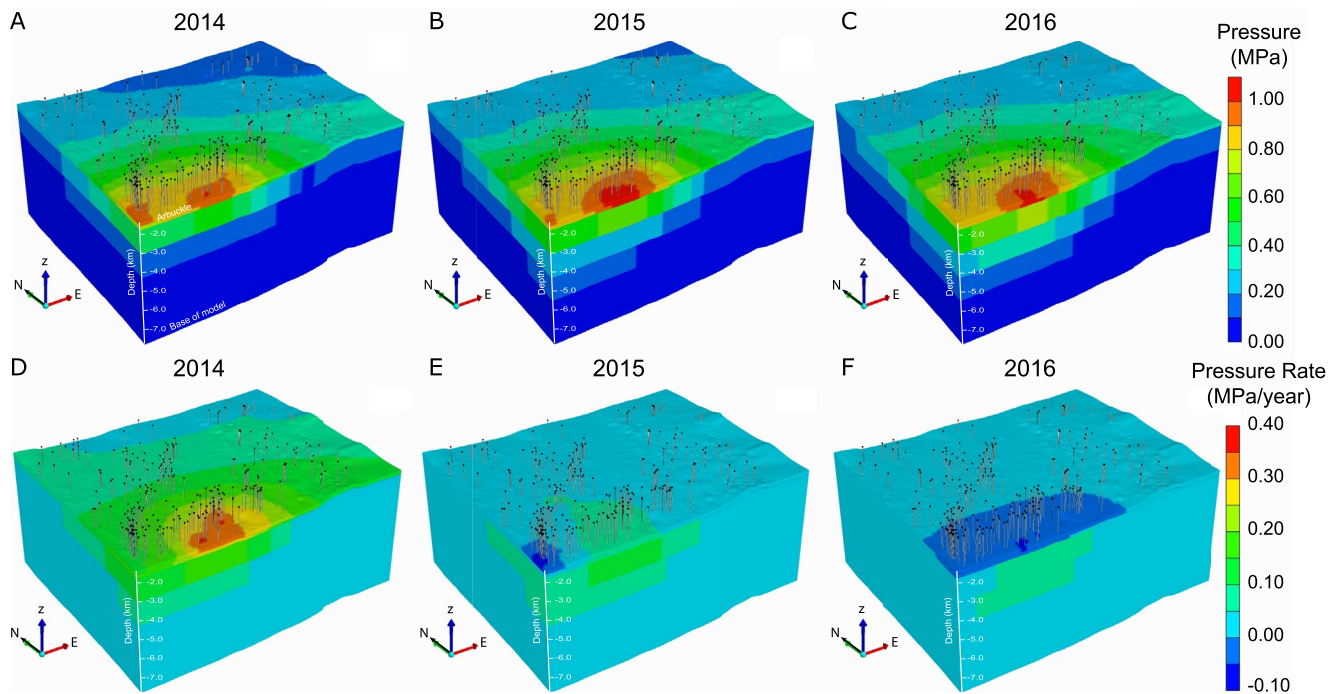 A
2014
B
2015
C
2016
Pressure
(MPa)
1.00
0.80
0.60
0.40
0.20
0.00
Arbuckle
Depth (km)
-2.0
-3.0
-4.0
-5.0
-6.0
-7.0
Base of model
z
N
E
Depth (km)
-2.0
-3.0
-4.0
-5.0
-6.0
-7.0
z
N
E
Depth (km)
-2.0
-3.0
-4.0
-5.0
-6.0
-7.0
z
N
E
D
2014
E
2015
F
2016
Pressure Rate
(MPa/year)
0.40
0.30
0.20
0.10
0.00
-0.10
Depth (km)
-2.0
-3.0
-4.0
-5.0
-6.0
-7.0
z
N
E
Depth (km)
-2.0
-3.0
-4.0
-5.0
-6.0
-7.0
z
N
E
Depth (km)
-2.0
-3.0
-4.0
-5.0
-6.0
-7.0
z
N
E